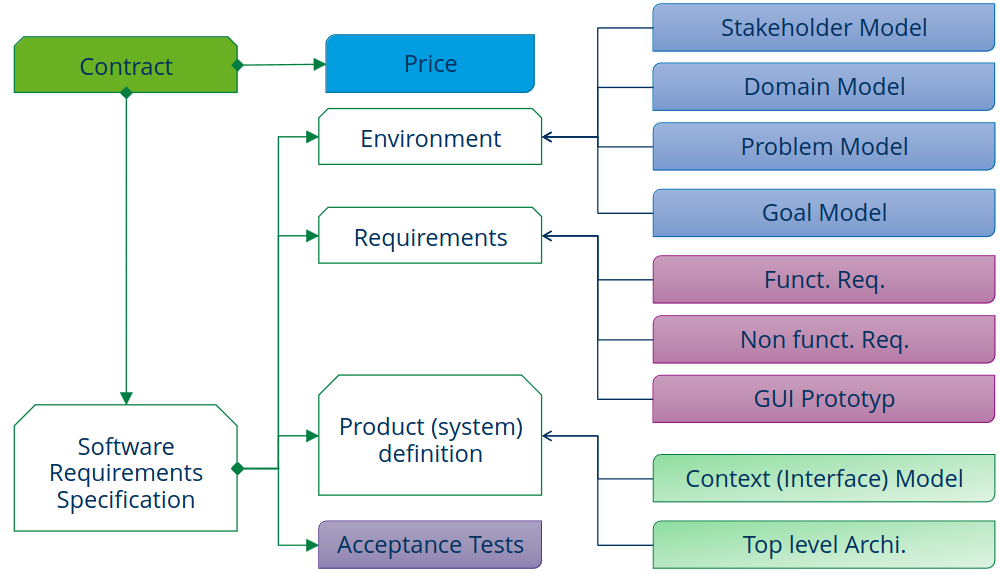 Contract
Price
Environment
Requirements
Product (system)
definition
Software
Requirements
Specification
Acceptance Tests
Stakeholder Model
Domain Model
Problem Model
Goal Model
Funct. Req.
Non funct. Req.
GUI Prototyp
Context (Interface) Model
Top level Archi.